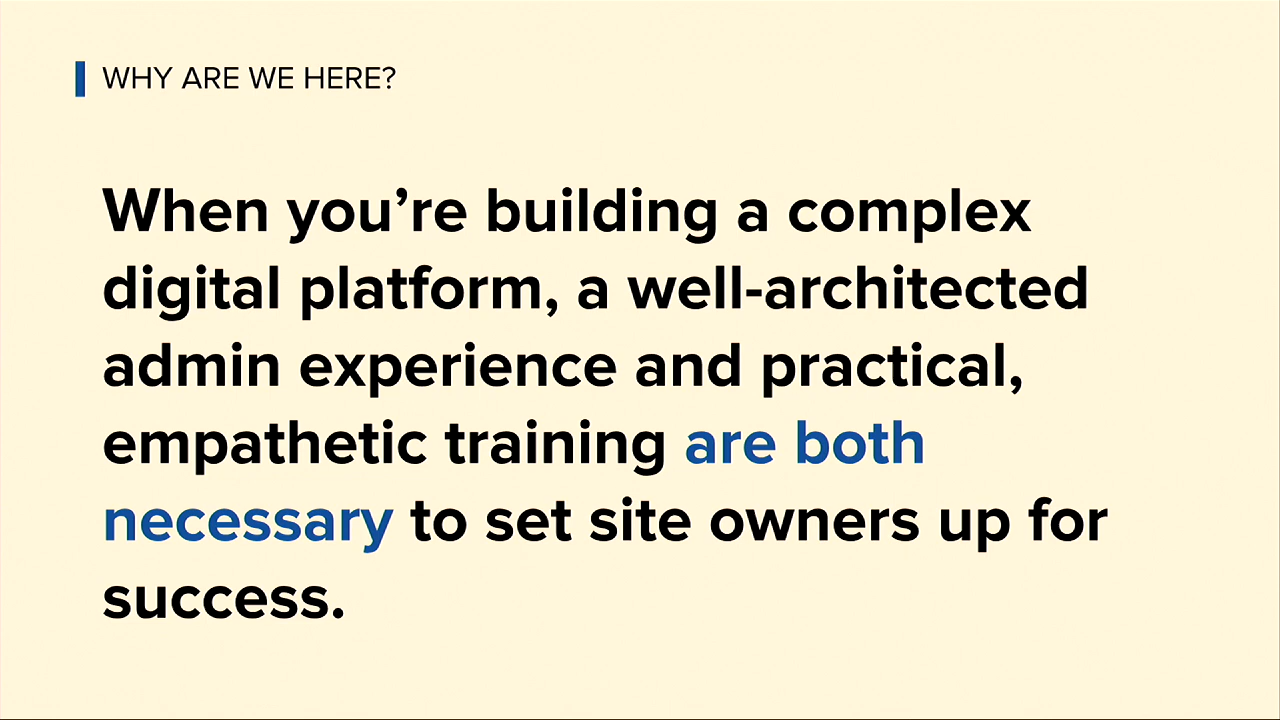 WHY ARE WE HERE?
When you’re building a complex
digital platform, a well-architected
admin experience and practical,
empathetic training are both
necessary to set site owners up for
success.